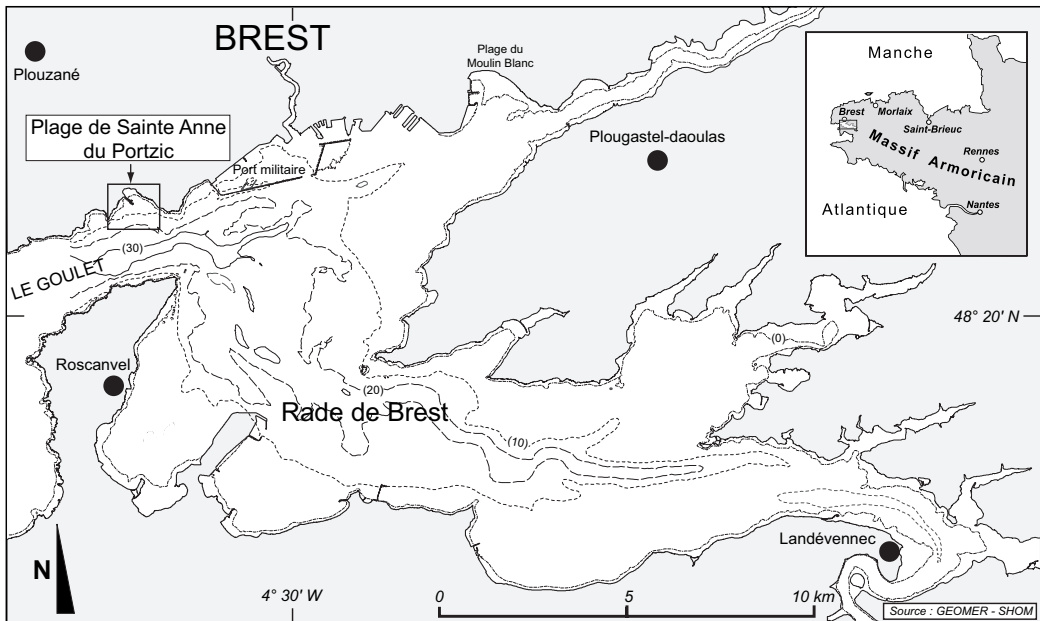 BREST
Plouzané
Plage du
Moulin Blanc
Manche
Brest
Morlaix
Saint-Brieuc
Rennes
Massif Armoricain
Nantes
Atlantique
Plage de Sainte Anne
du Portzic
Plougastel-daoulas
Port militaire
(30)
LE GOULET
48° 20' N
(0)
Roscanvel
(20)
Rade de Brest
(10)
Landévennec
N
4° 30' W
0
5
10 km
Source : GEOMER - SHOM